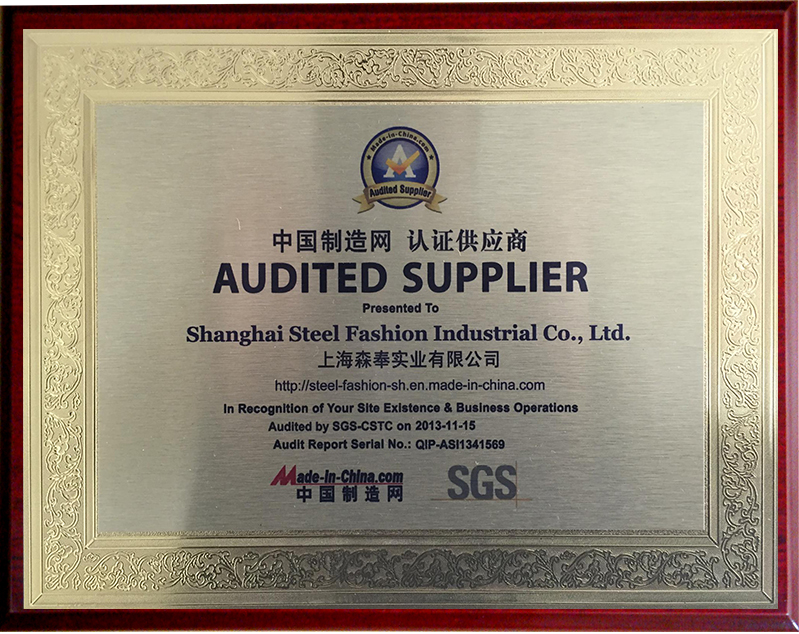 Made-in-China.com
A
Audited Supplier
中国制造网 认证供应商
AUDITED SUPPLIER
Presented To
Shanghai Steel Fashion Industrial Co., Ltd.
上海森奉实业有限公司
http://steel-fashion-sh.en.made-in-china.com
In Recognition of Your Site Existence & Business Operations
Audited by SGS-CSTC on 2013-11-15
Audit Report Serial No.: QIP-ASI1341569
Made-in-China.com
中国制造网
SGS